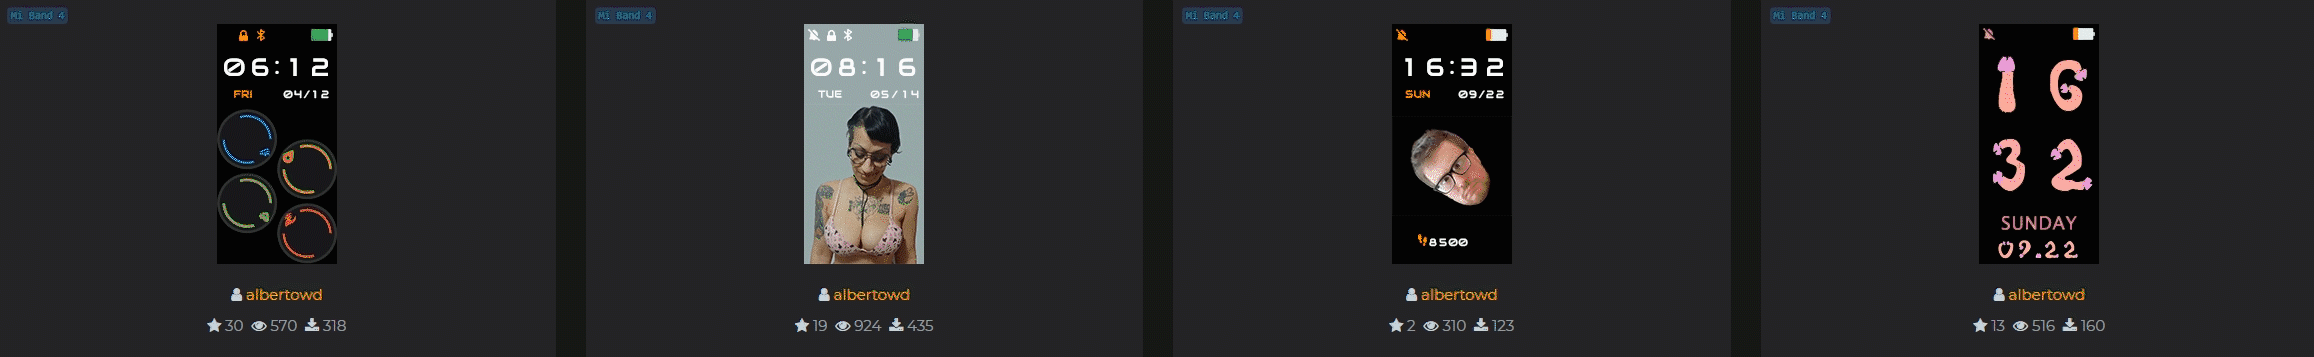 Mi Band 4
06:12
FRI 04/12
albertowd
30 570 318
Mi Band 4
08:16
TUE 05/14
albertowd
19 924 435
Mi Band 4
16:32
SUN 09/22
8500
albertowd
2 310 123
Mi Band 4
16
32
SUNDAY
09.22
albertowd
13 516 160